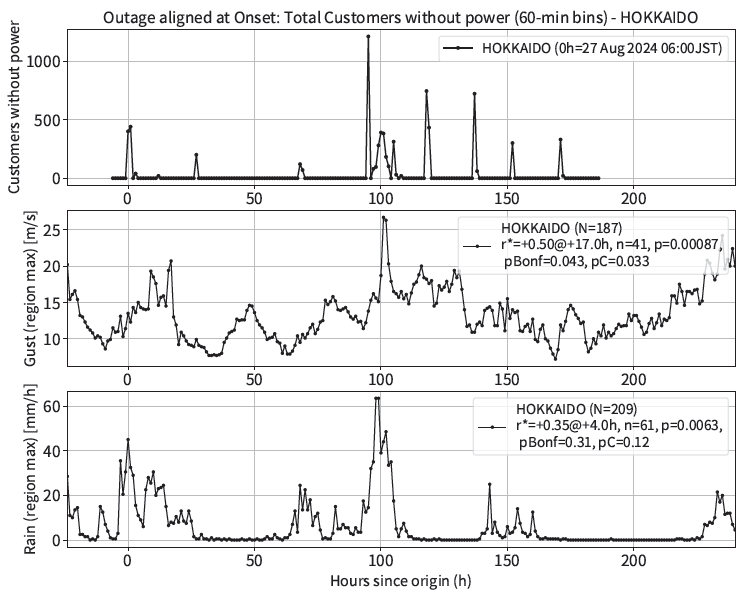 Outage aligned at Onset: Total Customers without power (60-min bins) - HOKKAIDO
Customers without power
1000
500
0
HOKKAIDO (0h=27 Aug 2024 06:00JST)
0
50
100
150
200
Gust (region max) [m/s]
25
20
15
10
HOKKAIDO (N=187)
r*=+0.50@+17.0h, n=41, p=0.00087,
pBonf=0.043, pC=0.033
0
50
100
150
200
Rain (region max) [mm/h]
60
40
20
0
HOKKAIDO (N=209)
r*=+0.35@+4.0h, n=61, p=0.0063,
pBonf=0.31, pC=0.12
0
50
100
150
200
Hours since origin (h)